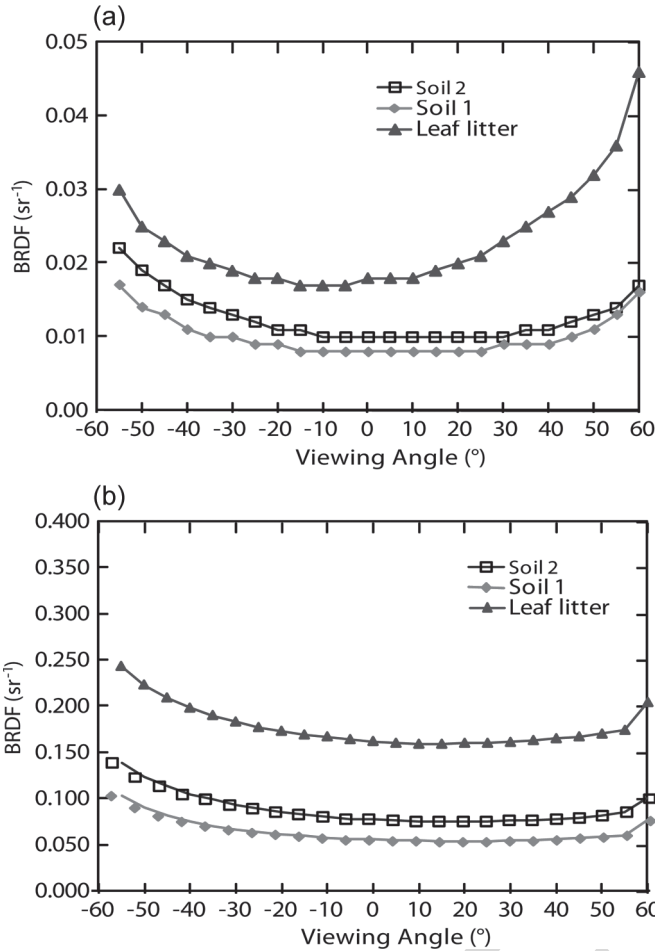 (a)
0.05
Soil 2
Soil 1
0.04
Leaf litter
0.03
BRDF (sr-1)
0.02
0.01
0.00
-60 -50 -40 -30 -20 -10 0 10 20 30 40 50 60
Viewing Angle (°)
(b)
0.400
0.350
Soil 2
Soil 1
0.300
Leaf litter
0.250
BRDF (sr-1)
0.200
0.150
0.100
0.050
0.000
-60 -50 -40 -30 -20 -10 0 10 20 30 40 50 60
Viewing Angle (°)